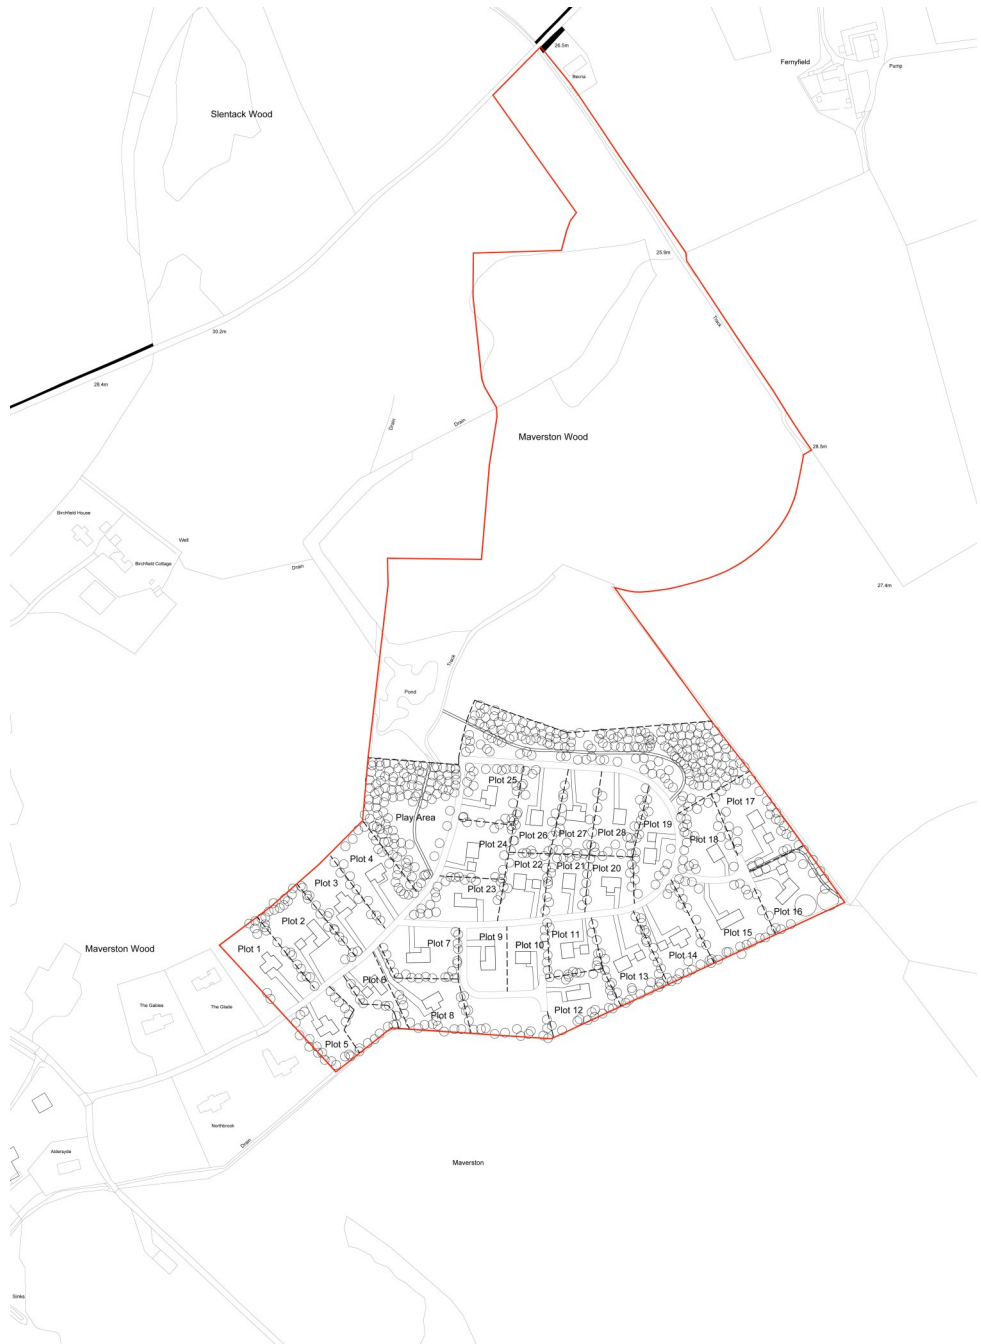 26.5m
Iterina
Fernyfield
Pump
Slentack Wood
25.9m
Track
30.2m
28.4m
Drain
Drain
Maverston Wood
28.5m
Birchfield House
Well
Birchfield Cottage
Drain
27.4m
Track
Pond
Plot 25
Play Area
Plot 17
Plot 26
Plot 27
Plot 28
Plot 19
Plot 18
Plot 24
Plot 4
Plot 22
Plot 21
Plot 20
Plot 3
Plot 23
Plot 16
Plot 2
Plot 15
Plot 1
Plot 7
Plot 9
Plot 10
Plot 11
Plot 14
Maverston Wood
Plot 6
Plot 13
The Gables
The Glade
Plot 8
Plot 12
Plot 5
Northbrook
Drain
Aldersyde
Maverston
Sinks